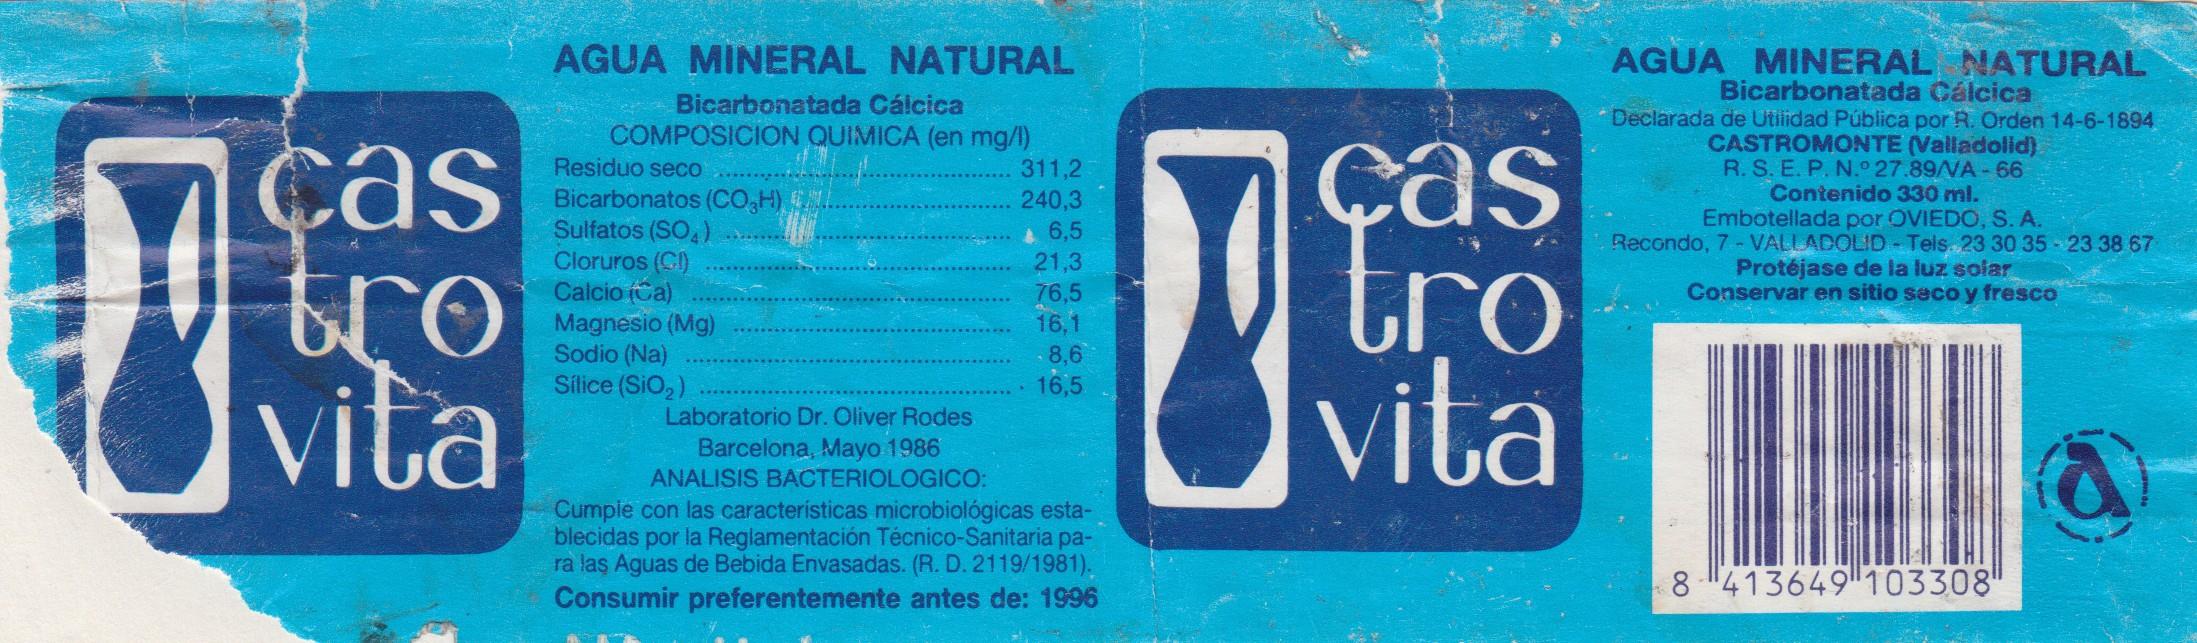 cas
tro
vita
AGUA MINERAL NATURAL
Bicarbonatada Cálcica
COMPOSICION QUIMICA (en mg/l)
Residuo seco ........................ 311,2
Bicarbonatos (CO₃H) ........................ 240,3
Sulfatos (SO₄) ........................ 6,5
Cloruros (Cl) ........................ 21,3
Calcio (Ca) ........................ 76,5
Magnesio (Mg) ........................ 16,1
Sodio (Na) ........................ 8,6
Sílice (SiO₂) ........................ 16,5
Laboratorio Dr. Oliver Rodes
Barcelona, Mayo 1986
ANALISIS BACTERIOLOGICO:
Cumple con las características microbiológicas esta-
blecidas por la Reglamentación Técnico-Sanitaria pa-
ra las Aguas de Bebida Envasadas. (R. D. 2119/1981).
Consumir preferentemente antes de: 1996
cas
tro
vita
AGUA MINERAL NATURAL
Bicarbonatada Cálcica
Declarada de Utilidad Pública por R. Orden 14-6-1894
CASTROMONTE (Valladolid)
R. S. E. P. N.º 27.89/VA - 66
Contenido 330 ml.
Embotellada por OVIEDO, S. A.
Recondo, 7 - VALLADOLID - Tels. 23 30 35 - 23 38 67
Protéjase de la luz solar
Conservar en sitio seco y fresco
8 413649 103308
a